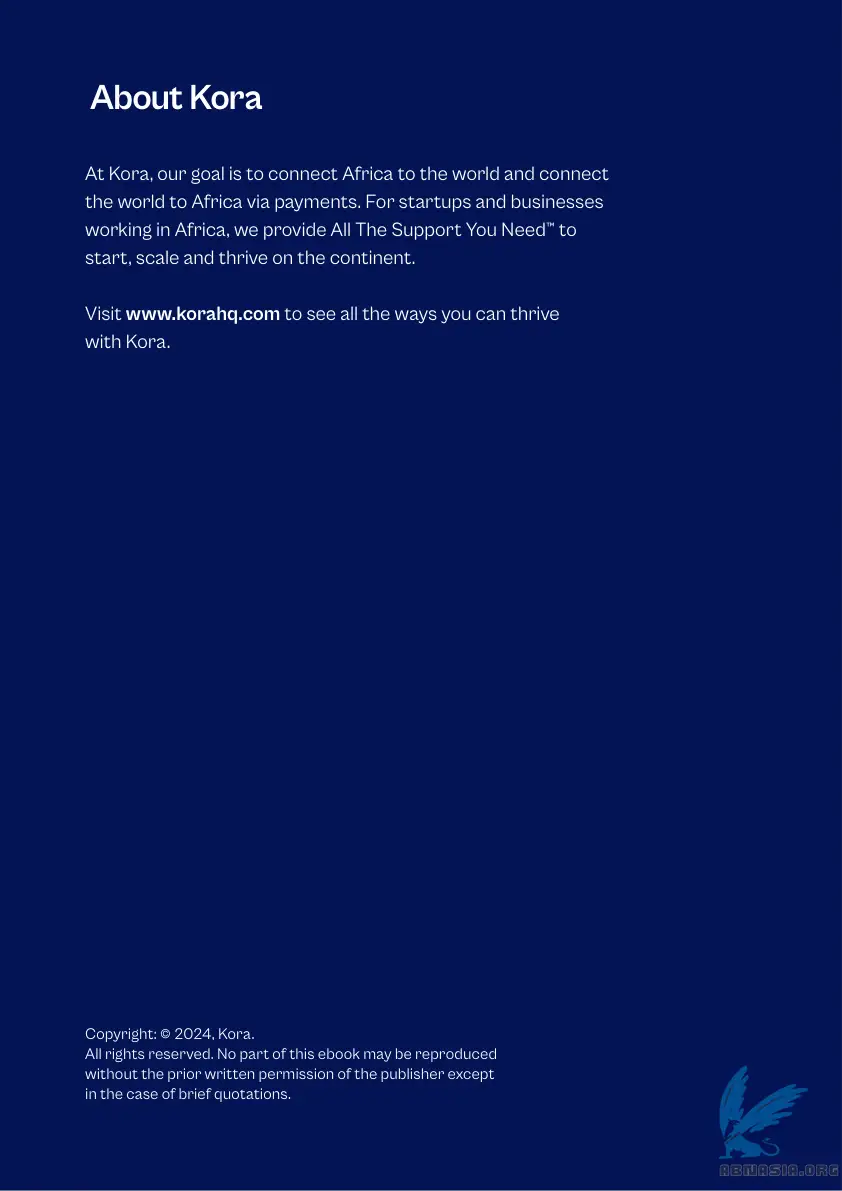 About Kora
At Kora, our goal is to connect Africa to the world and connect
the world to Africa via payments. For startups and businesses
working in Africa, we provide All The Support You Need™ to
start, scale and thrive on the continent.
Visit www.korahq.com to see all the ways you can thrive
with Kora.
Copyright: © 2024, Kora.
All rights reserved. No part of this ebook may be reproduced
without the prior written permission of the publisher except
in the case of brief quotations.
ABMASIA.ORG